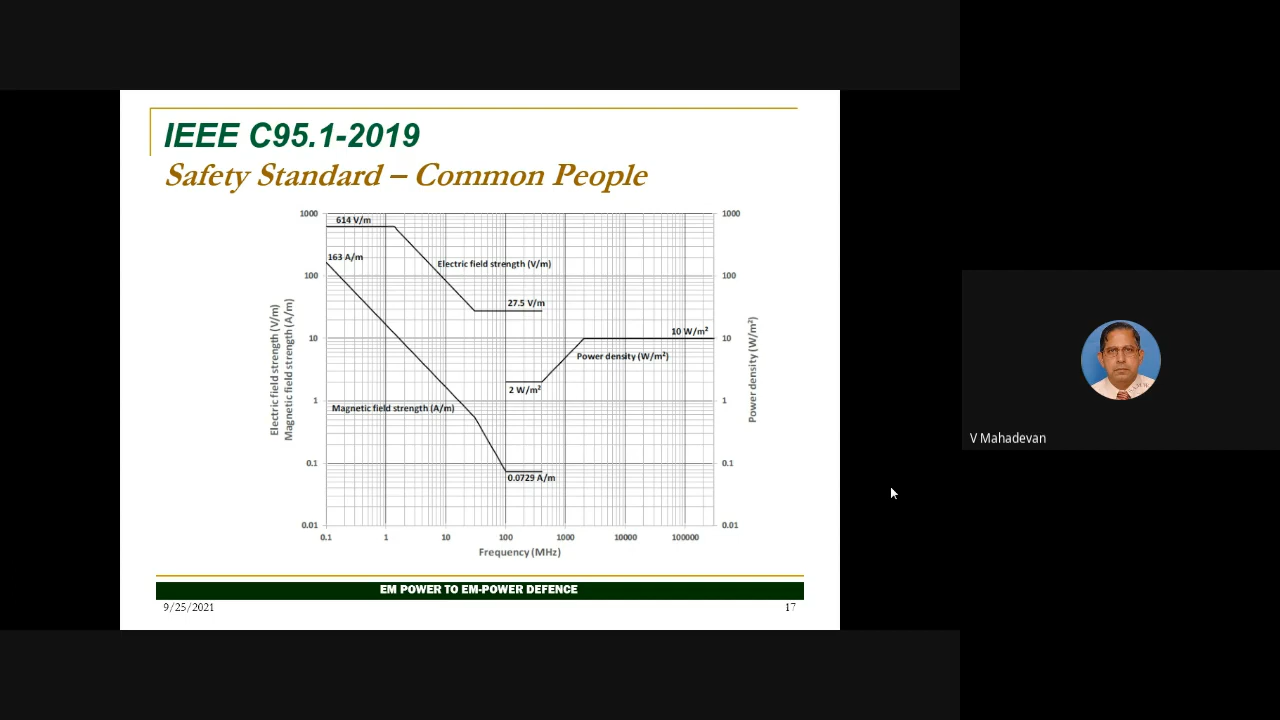 IEEE C95.1-2019
Safety Standard – Common People
1000
1000
614 V/m
163 A/m
Electric field strength (V/m)
100
100
27.5 V/m
10 W/m²
10
10
Power density (W/m²)
2 W/m²
1
1
Magnetic field strength (A/m)
0.1
0.1
0.0729 A/m
0.01
0.01
0.1 1 10 100 1000 10000 100000
Frequency (MHz)
Electric field strength (V/m)
Magnetic field strength (A/m)
Power density (W/m²)
EM POWER TO EM-POWER DEFENCE
9/25/2021
17
V Mahadevan